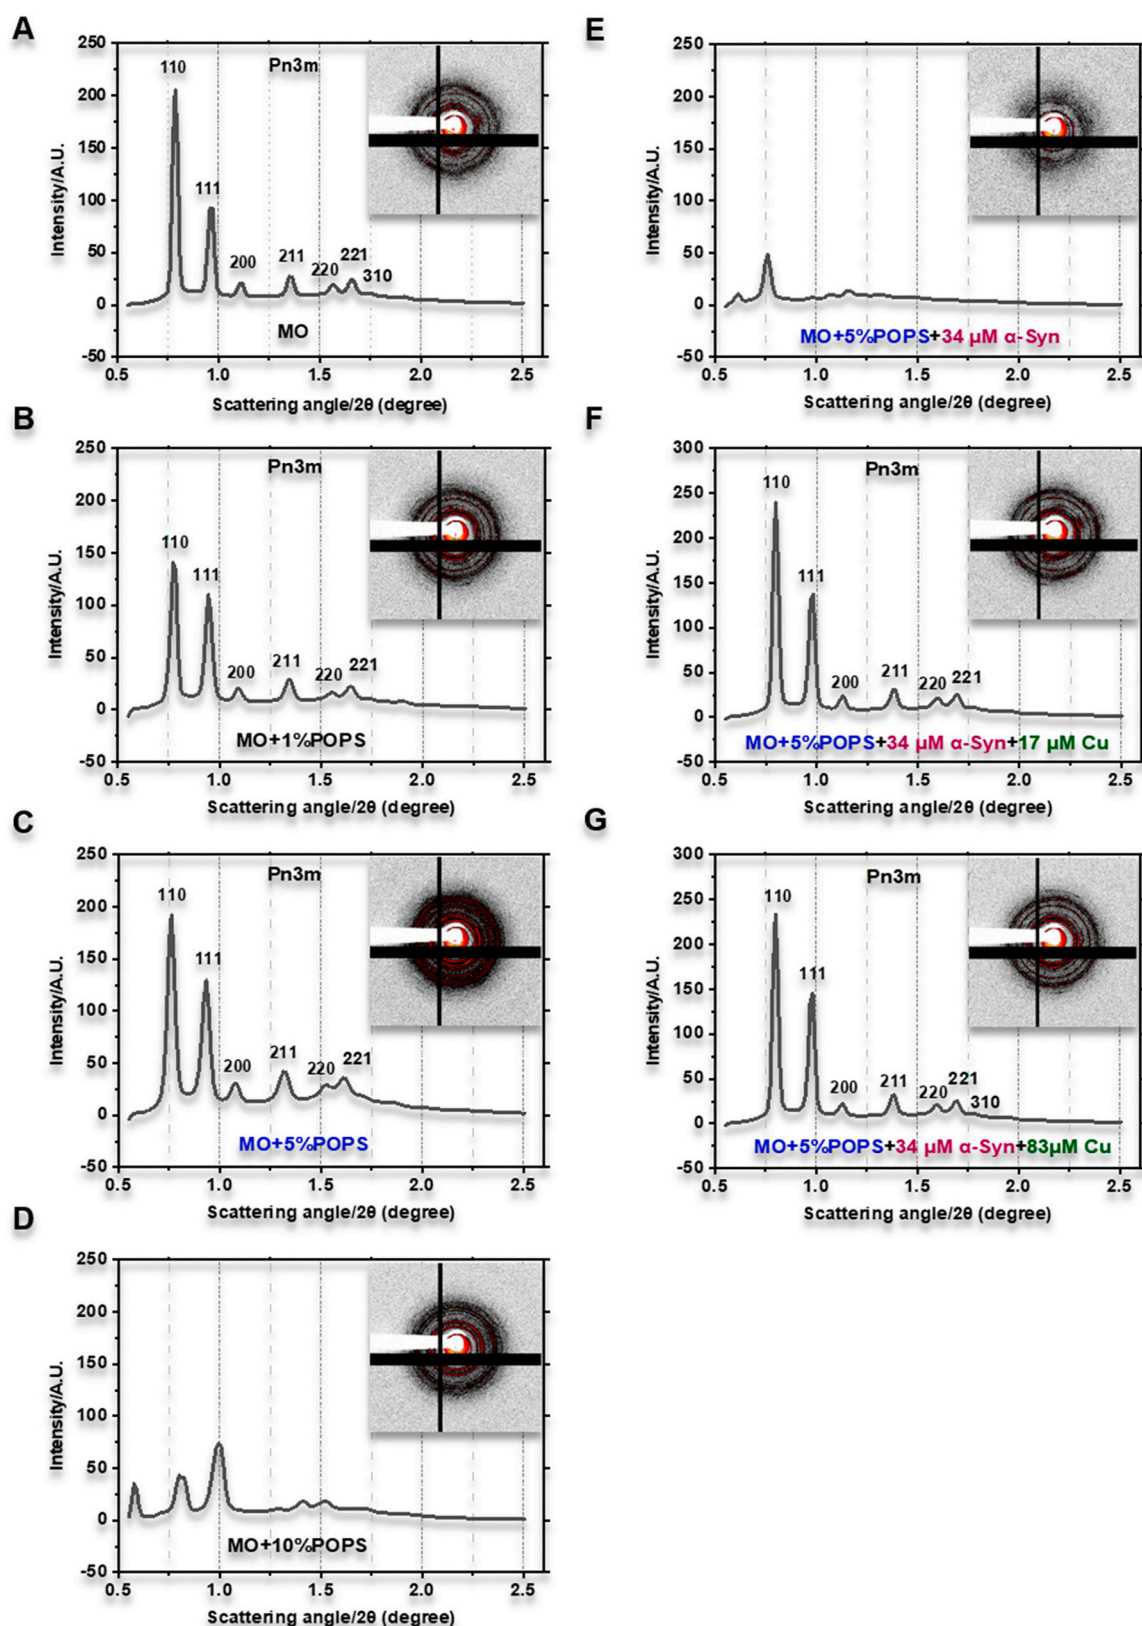 A
250
200
150
100
50
0
-50
Intensity/A.U.
110
Pn3m
111
200
211
220
221
310
MO
0.5 1.0 1.5 2.0 2.5
Scattering angle/2θ (degree)
B
250
200
150
100
50
0
-50
Intensity/A.U.
Pn3m
110
111
200
211
220
221
MO+1%POPS
0.5 1.0 1.5 2.0 2.5
Scattering angle/2θ (degree)
C
250
200
150
100
50
0
-50
Intensity/A.U.
Pn3m
110
111
200
211
220
221
MO+5%POPS
0.5 1.0 1.5 2.0 2.5
Scattering angle/2θ (degree)
D
250
200
150
100
50
0
-50
Intensity/A.U.
MO+10%POPS
0.5 1.0 1.5 2.0 2.5
Scattering angle/2θ (degree)
E
250
200
150
100
50
0
-50
Intensity/A.U.
MO+5%POPS+34 µM α-Syn
0.5 1.0 1.5 2.0 2.5
Scattering angle/2θ (degree)
F
300
250
200
150
100
50
0
-50
Intensity/A.U.
Pn3m
110
111
200
211
220
221
MO+5%POPS+34 µM α-Syn+17 µM Cu
0.5 1.0 1.5 2.0 2.5
Scattering angle/2θ (degree)
G
300
250
200
150
100
50
0
-50
Intensity/A.U.
Pn3m
110
111
200
211
220
221
310
MO+5%POPS+34 µM α-Syn+83µM Cu
0.5 1.0 1.5 2.0 2.5
Scattering angle/2θ (degree)